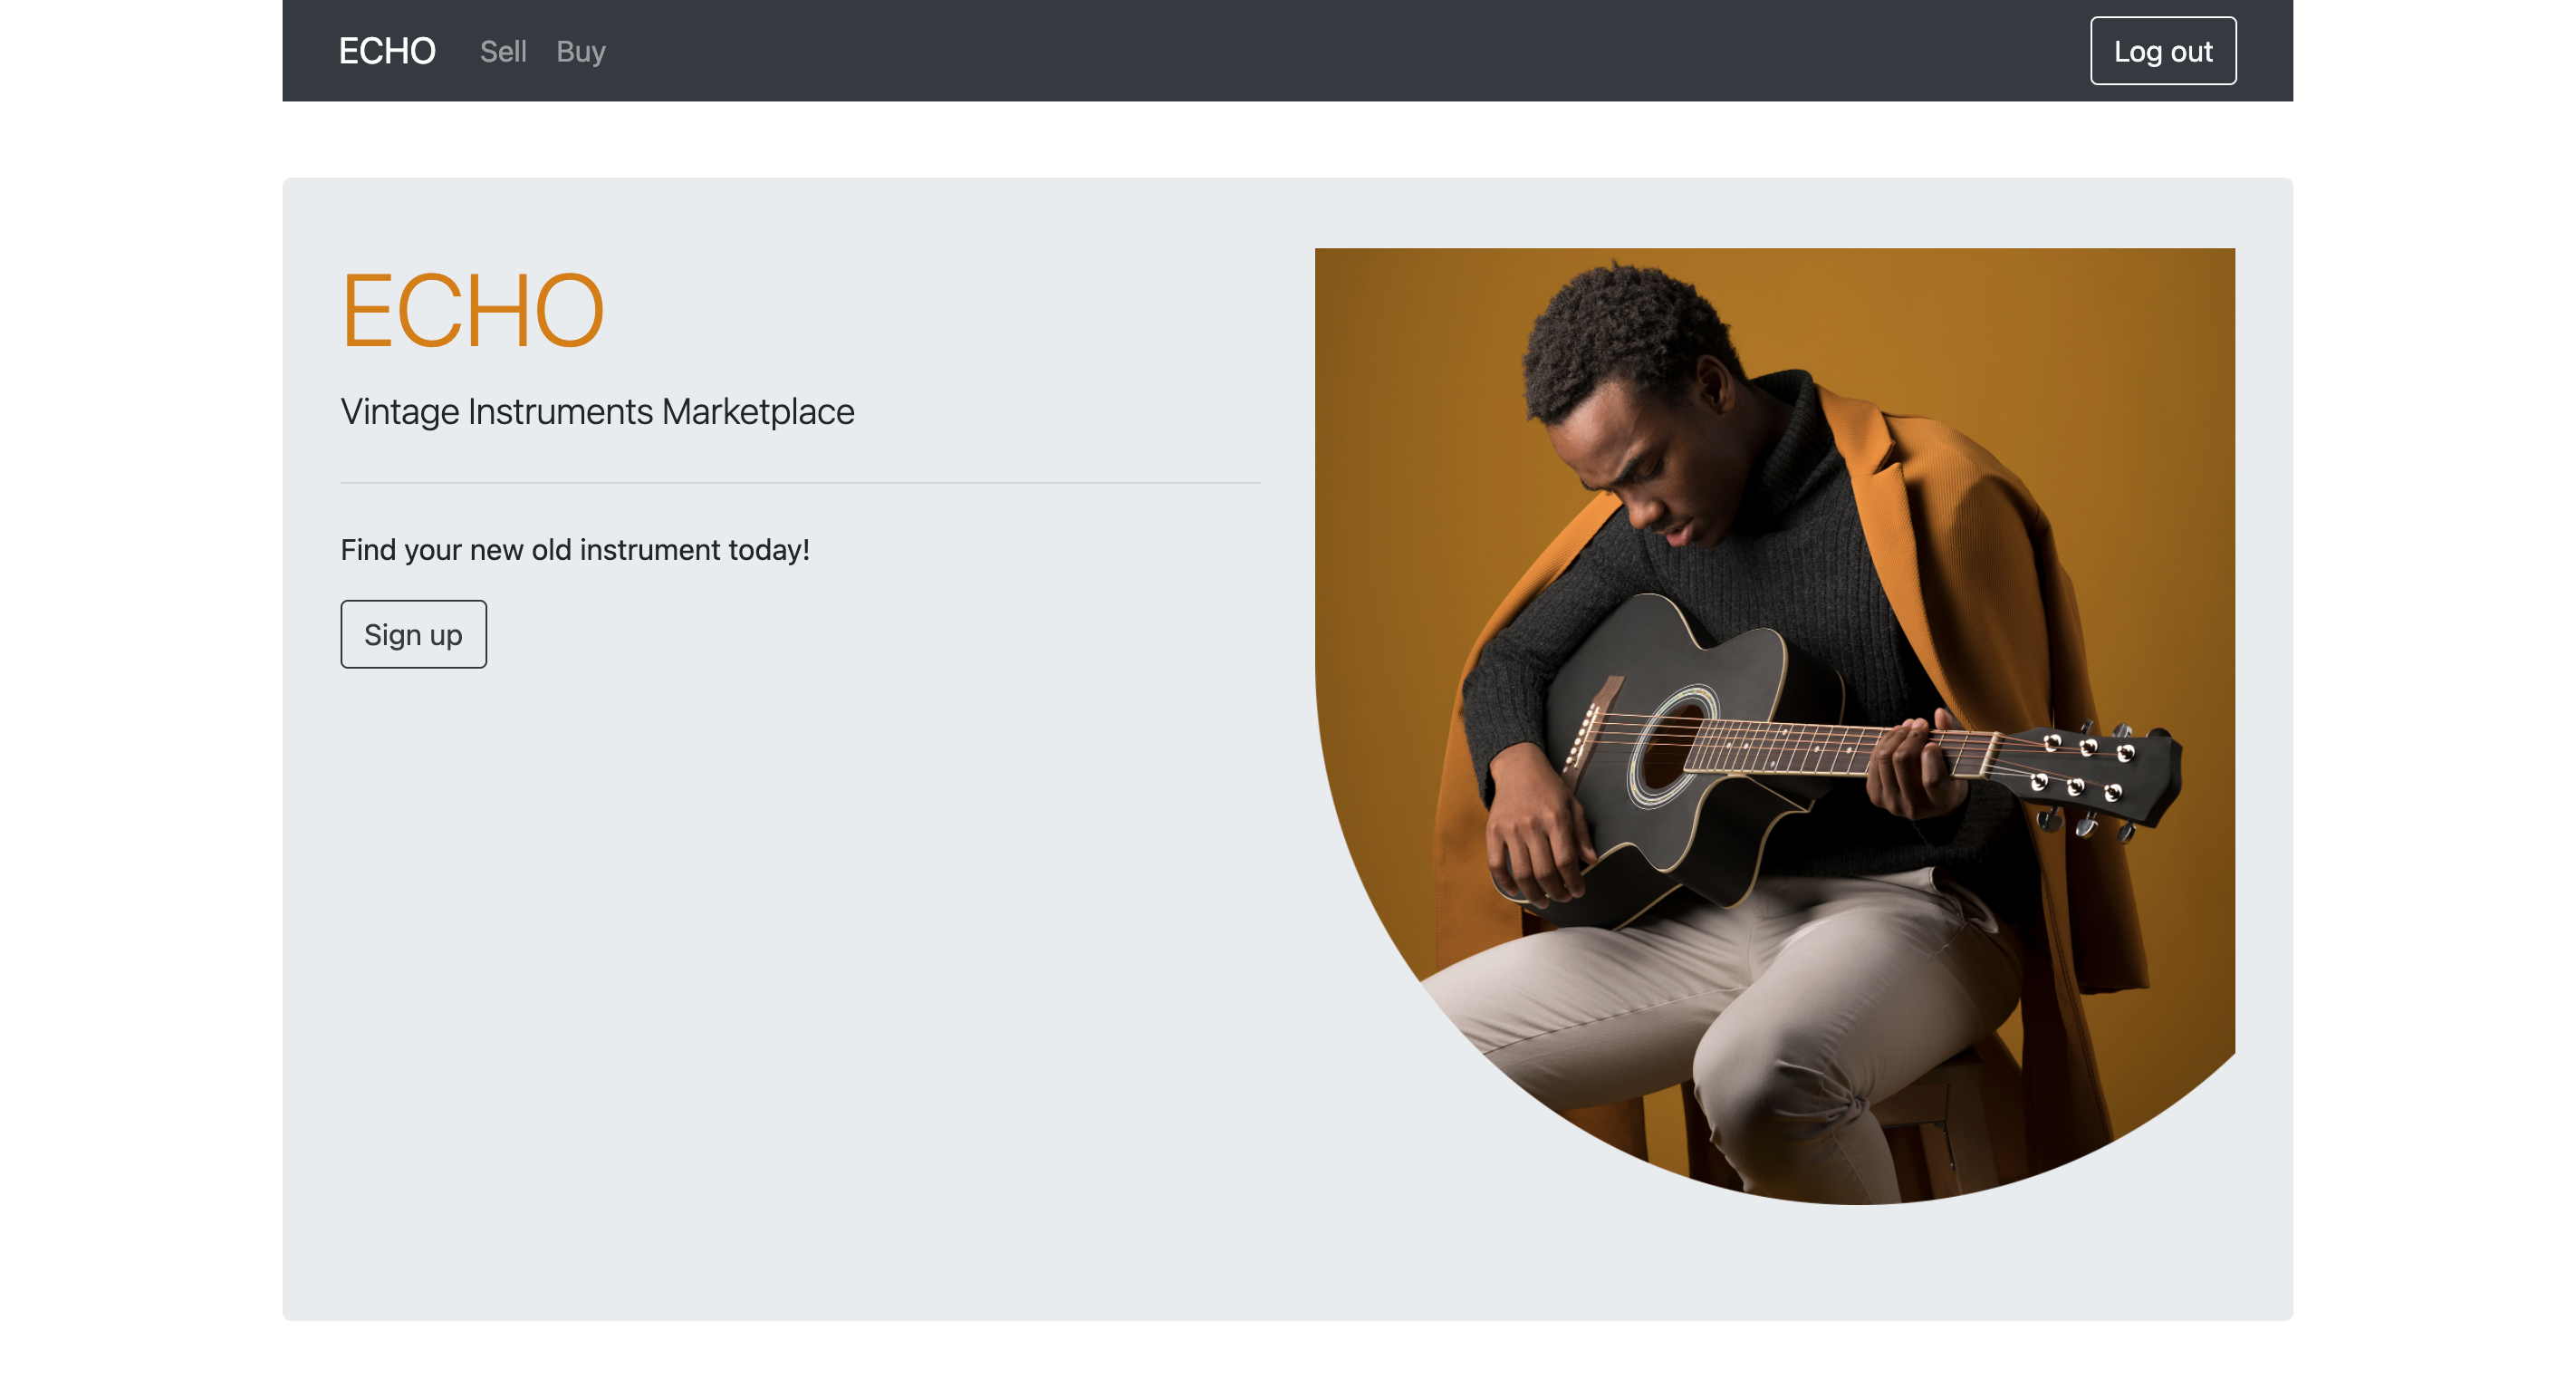 ECHO Sell Buy Log out
ECHO
Vintage Instruments Marketplace
Find your new old instrument today!
Sign up